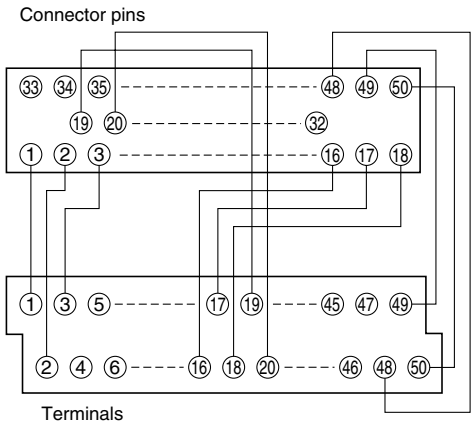 Connector pins
33 34 35 48 49 50
19 20 32
1 2 3 16 17 18
1 3 5 17 19 45 47 49
2 4 6 16 18 20 46 48 50
Terminals